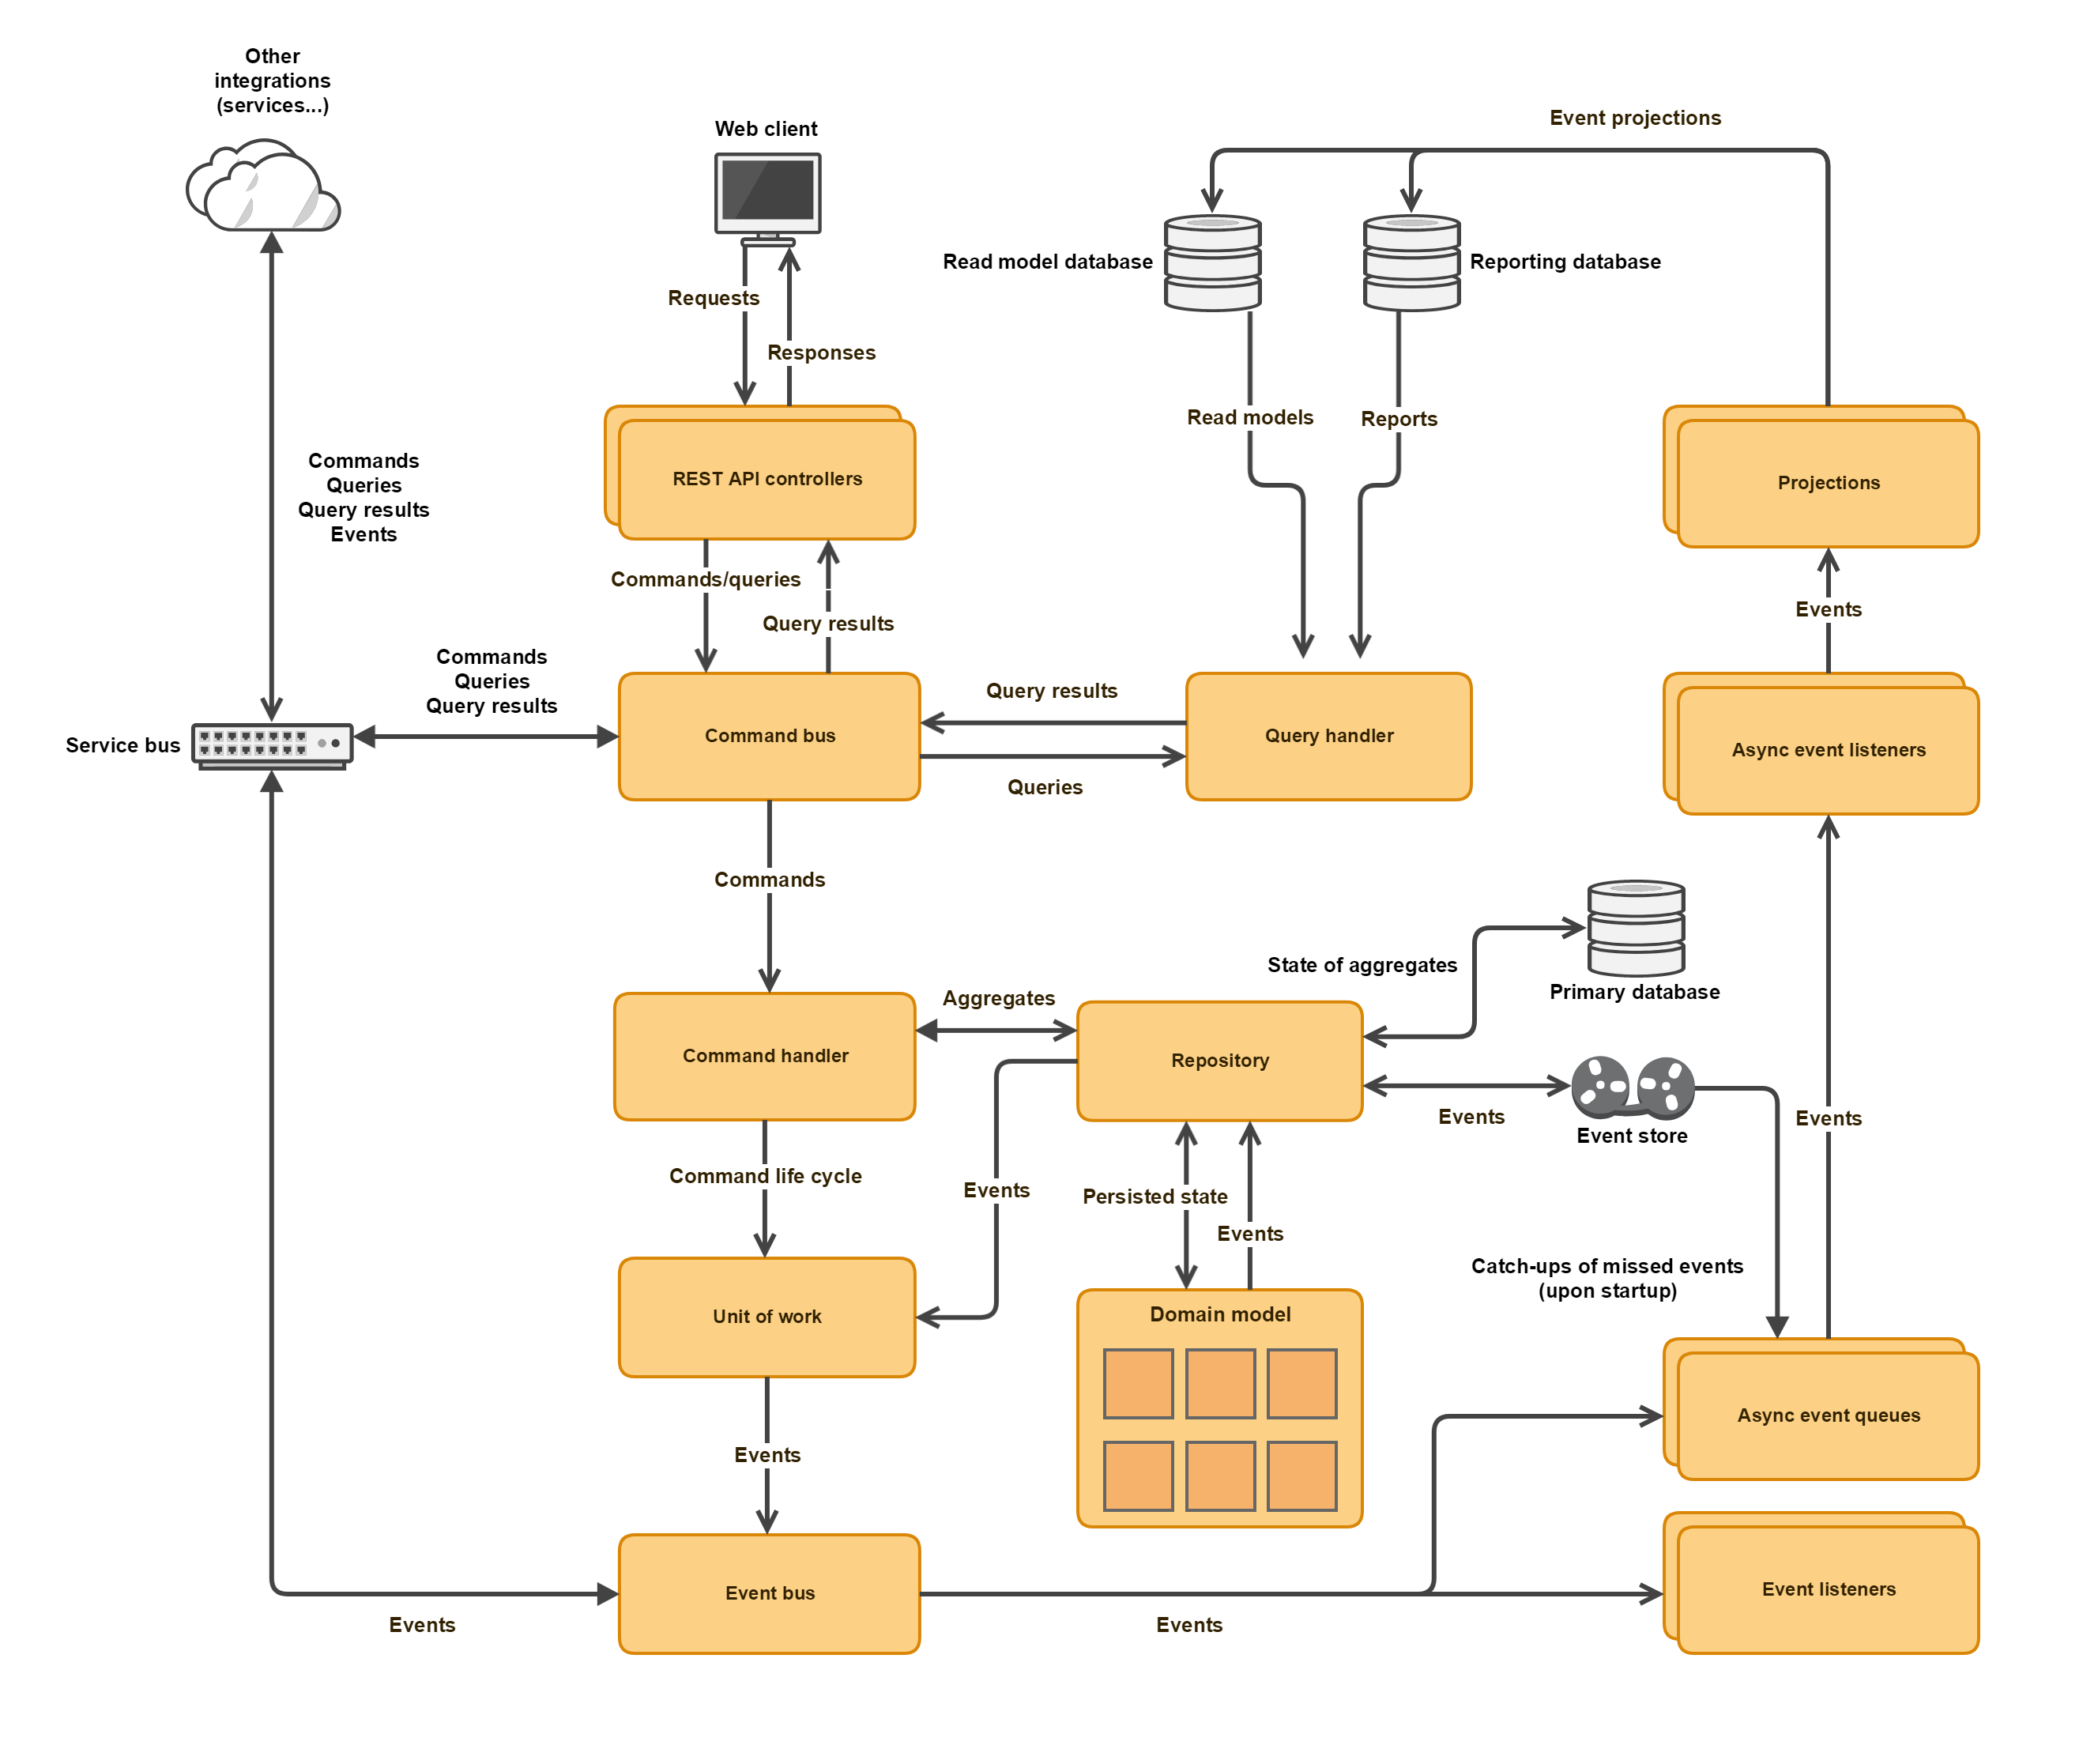 Other
integrations
(services...)
Web client
Event projections
Read model database
Reporting database
Requests
Responses
Read models
Reports
Commands
Queries
Query results
Events
REST API controllers
Projections
Commands/queries
Query results
Events
Commands
Queries
Query results
Service bus
Command bus
Query results
Queries
Query handler
Async event listeners
Commands
State of aggregates
Primary database
Aggregates
Command handler
Repository
Events
Event store
Events
Command life cycle
Events
Persisted state
Events
Catch-ups of missed events
(upon startup)
Unit of work
Domain model
Async event queues
Events
Event bus
Event listeners
Events
Events